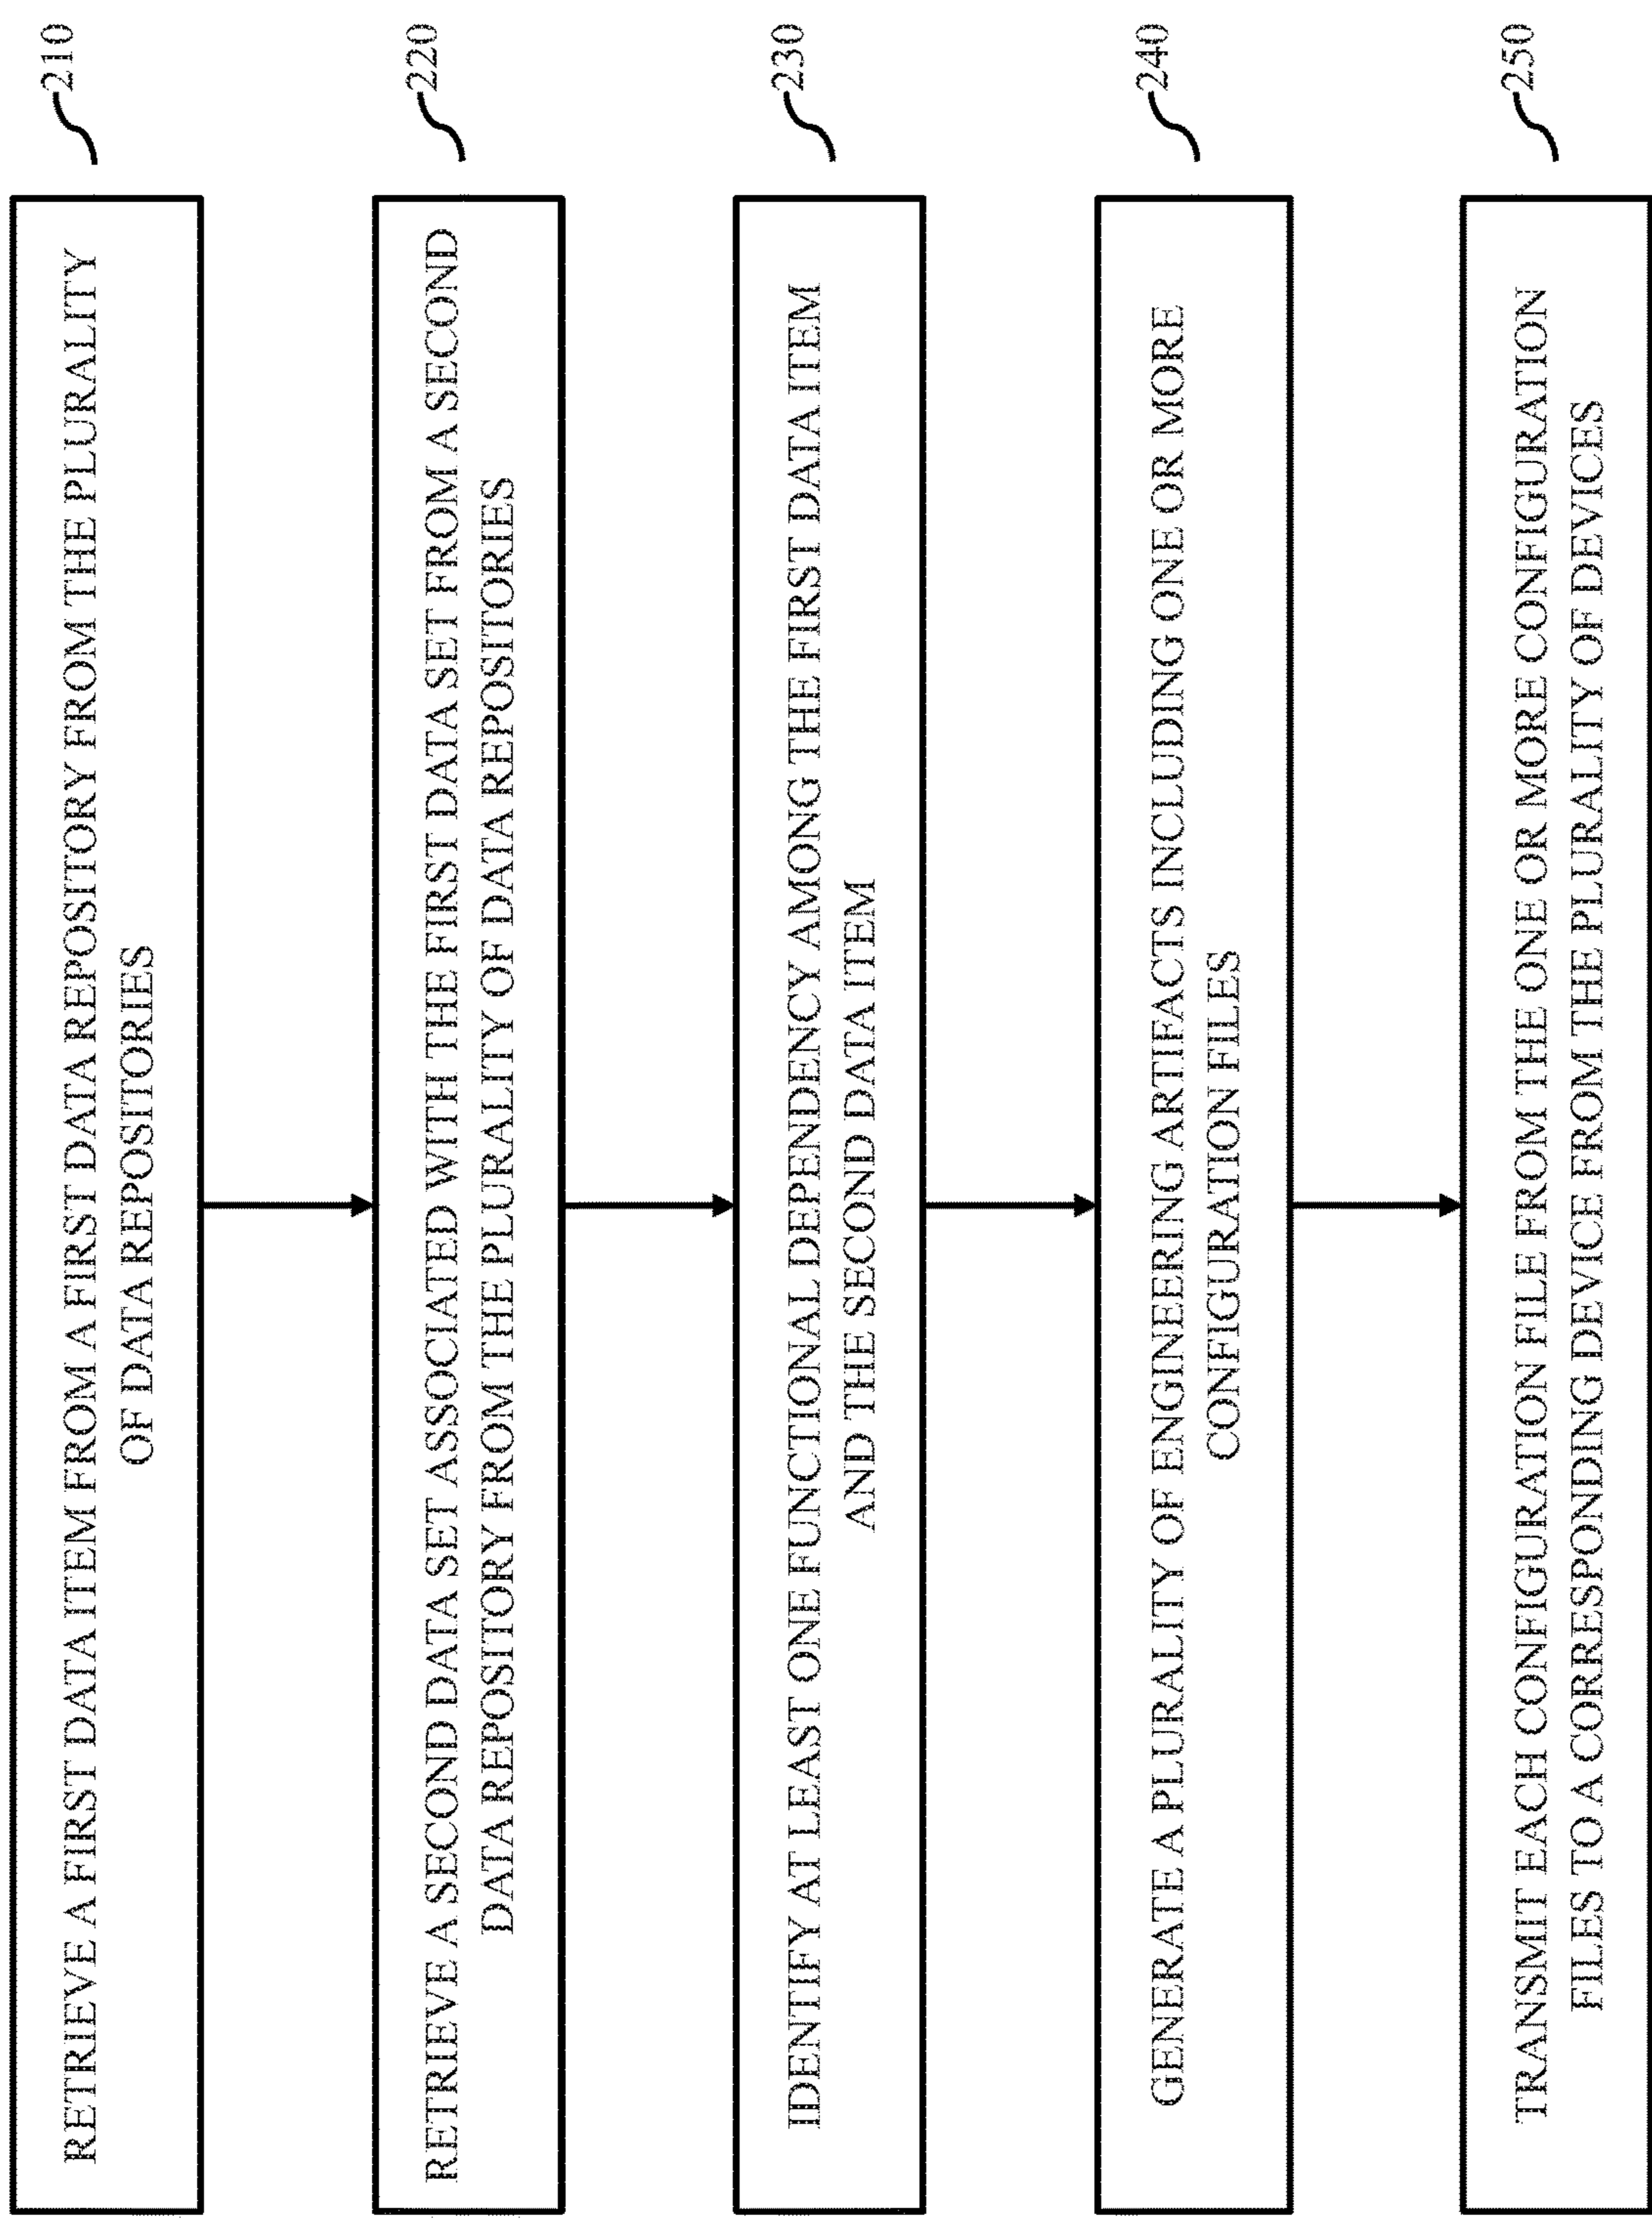 RETRIEVE A FIRST DATA ITEM FROM A FIRST DATA REPOSITORY FROM THE PLURALITY
OF DATA REPOSITORIES
210
RETRIEVE A SECOND DATA SET ASSOCIATED WITH THE FIRST DATA SET FROM A SECOND
DATA REPOSITORY FROM THE PLURALITY OF DATA REPOSITORIES
220
IDENTIFY AT LEAST ONE FUNCTIONAL DEPENDENCY AMONG THE FIRST DATA ITEM
AND THE SECOND DATA ITEM
230
GENERATE A PLURALITY OF ENGINEERING ARTIFACTS INCLUDING ONE OR MORE
CONFIGURATION FILES
240
TRANSMIT EACH CONFIGURATION FILE FROM THE ONE OR MORE CONFIGURATION
FILES TO A CORRESPONDING DEVICE FROM THE PLURALITY OF DEVICES
250